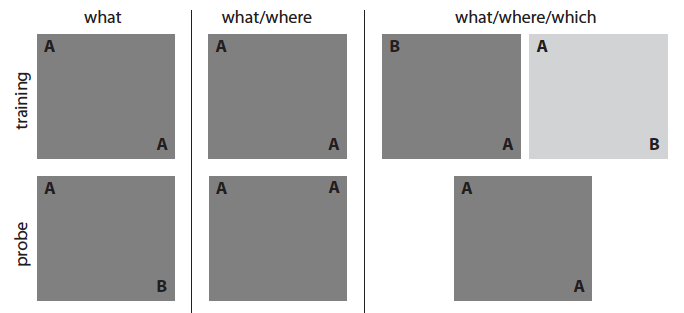 what what/where what/where/which
training
A A B A
A A A B
probe
A A A A
B A